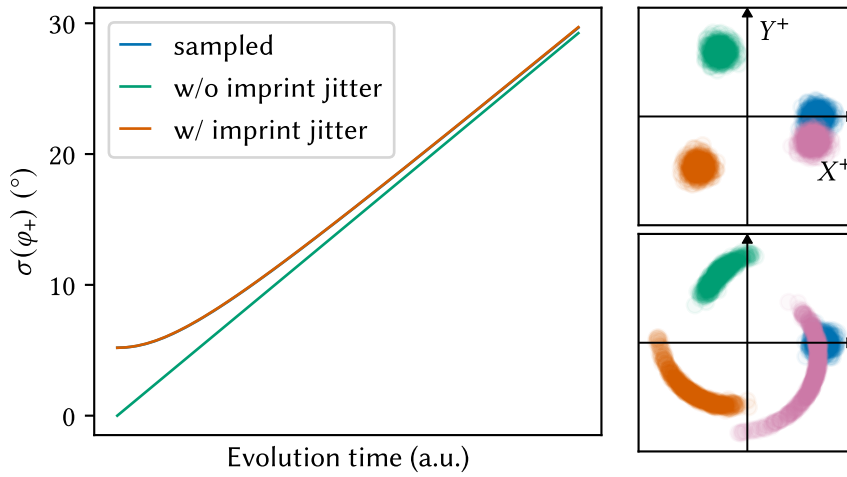 30
20
10
0
σ(φ₊) (°)
sampled
w/o imprint jitter
w/ imprint jitter
Evolution time (a.u.)
Y⁺
X⁺